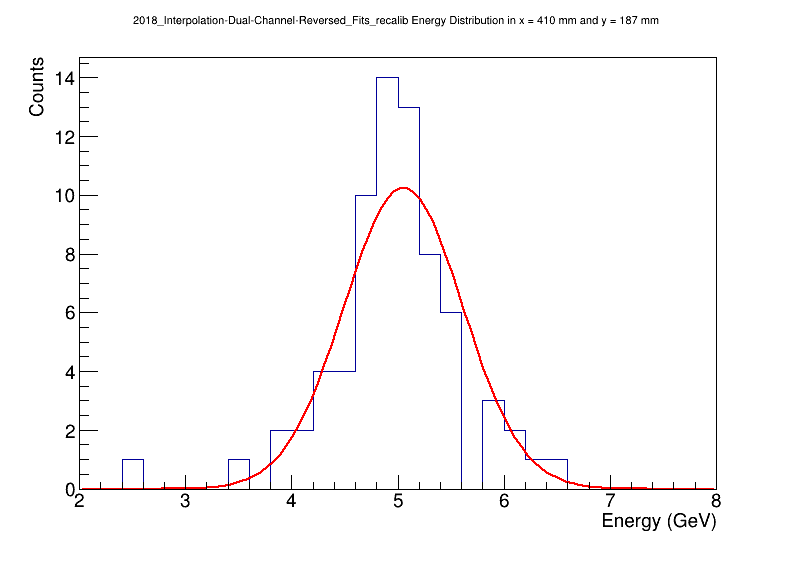 2018_Interpolation-Dual-Channel-Reversed_Fits_recalib Energy Distribution in x = 410 mm and y = 187 mm
Counts
14
12
10
8
6
4
2
0
2 3 4 5 6 7 8
Energy (GeV)